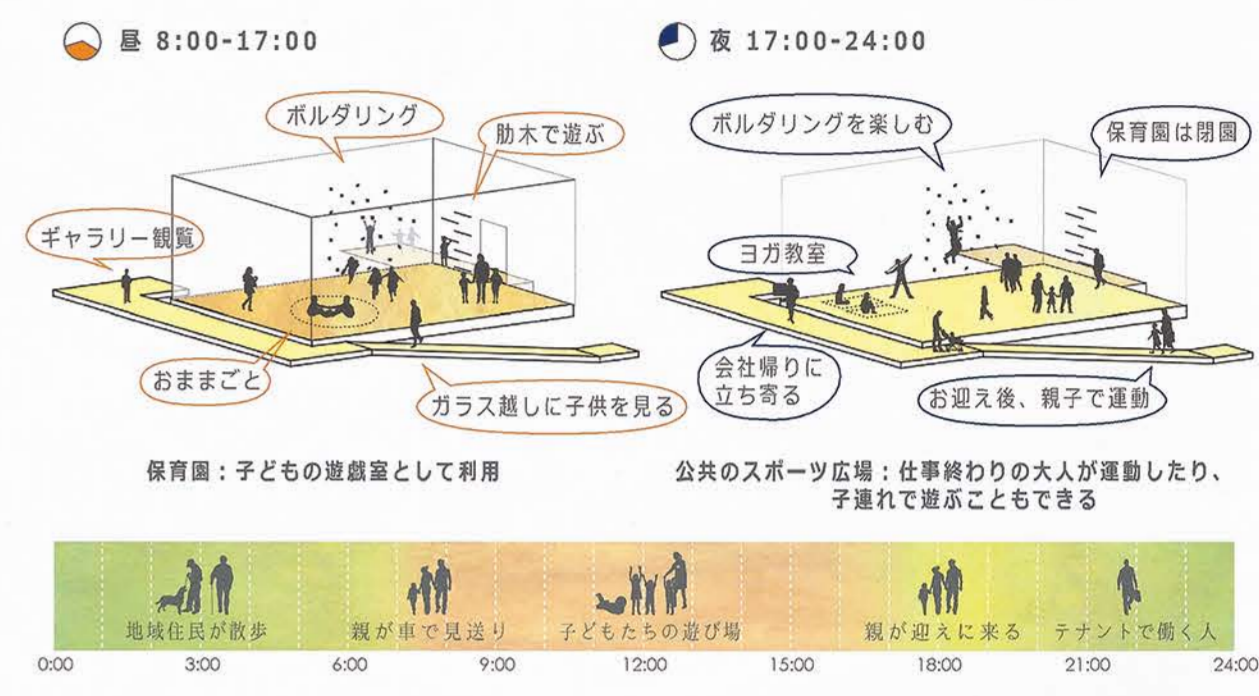 昼 8:00-17:00
ボルダリング
肋木で遊ぶ
ギャラリー観覧
おままごと
ガラス越しに子供を見る
保育園：子どもの遊戯室として利用
夜 17:00-24:00
ボルダリングを楽しむ
保育園は閉園
ヨガ教室
会社帰りに
立ち寄る
お迎え後、親子で運動
公共のスポーツ広場：仕事終わりの大人が運動したり、
子連れで遊ぶこともできる
地域住民が散歩
親が車で見送り
子どもたちの遊び場
親が迎えに来る
テナントで働く人
0:00 3:00 6:00 9:00 12:00 15:00 18:00 21:00 24:00